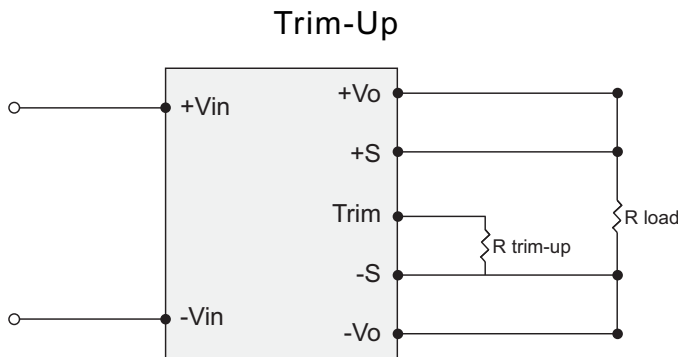 Trim-Up
+Vin
-Vin
+Vo
+S
Trim
-S
-Vo
R trim-up
R load